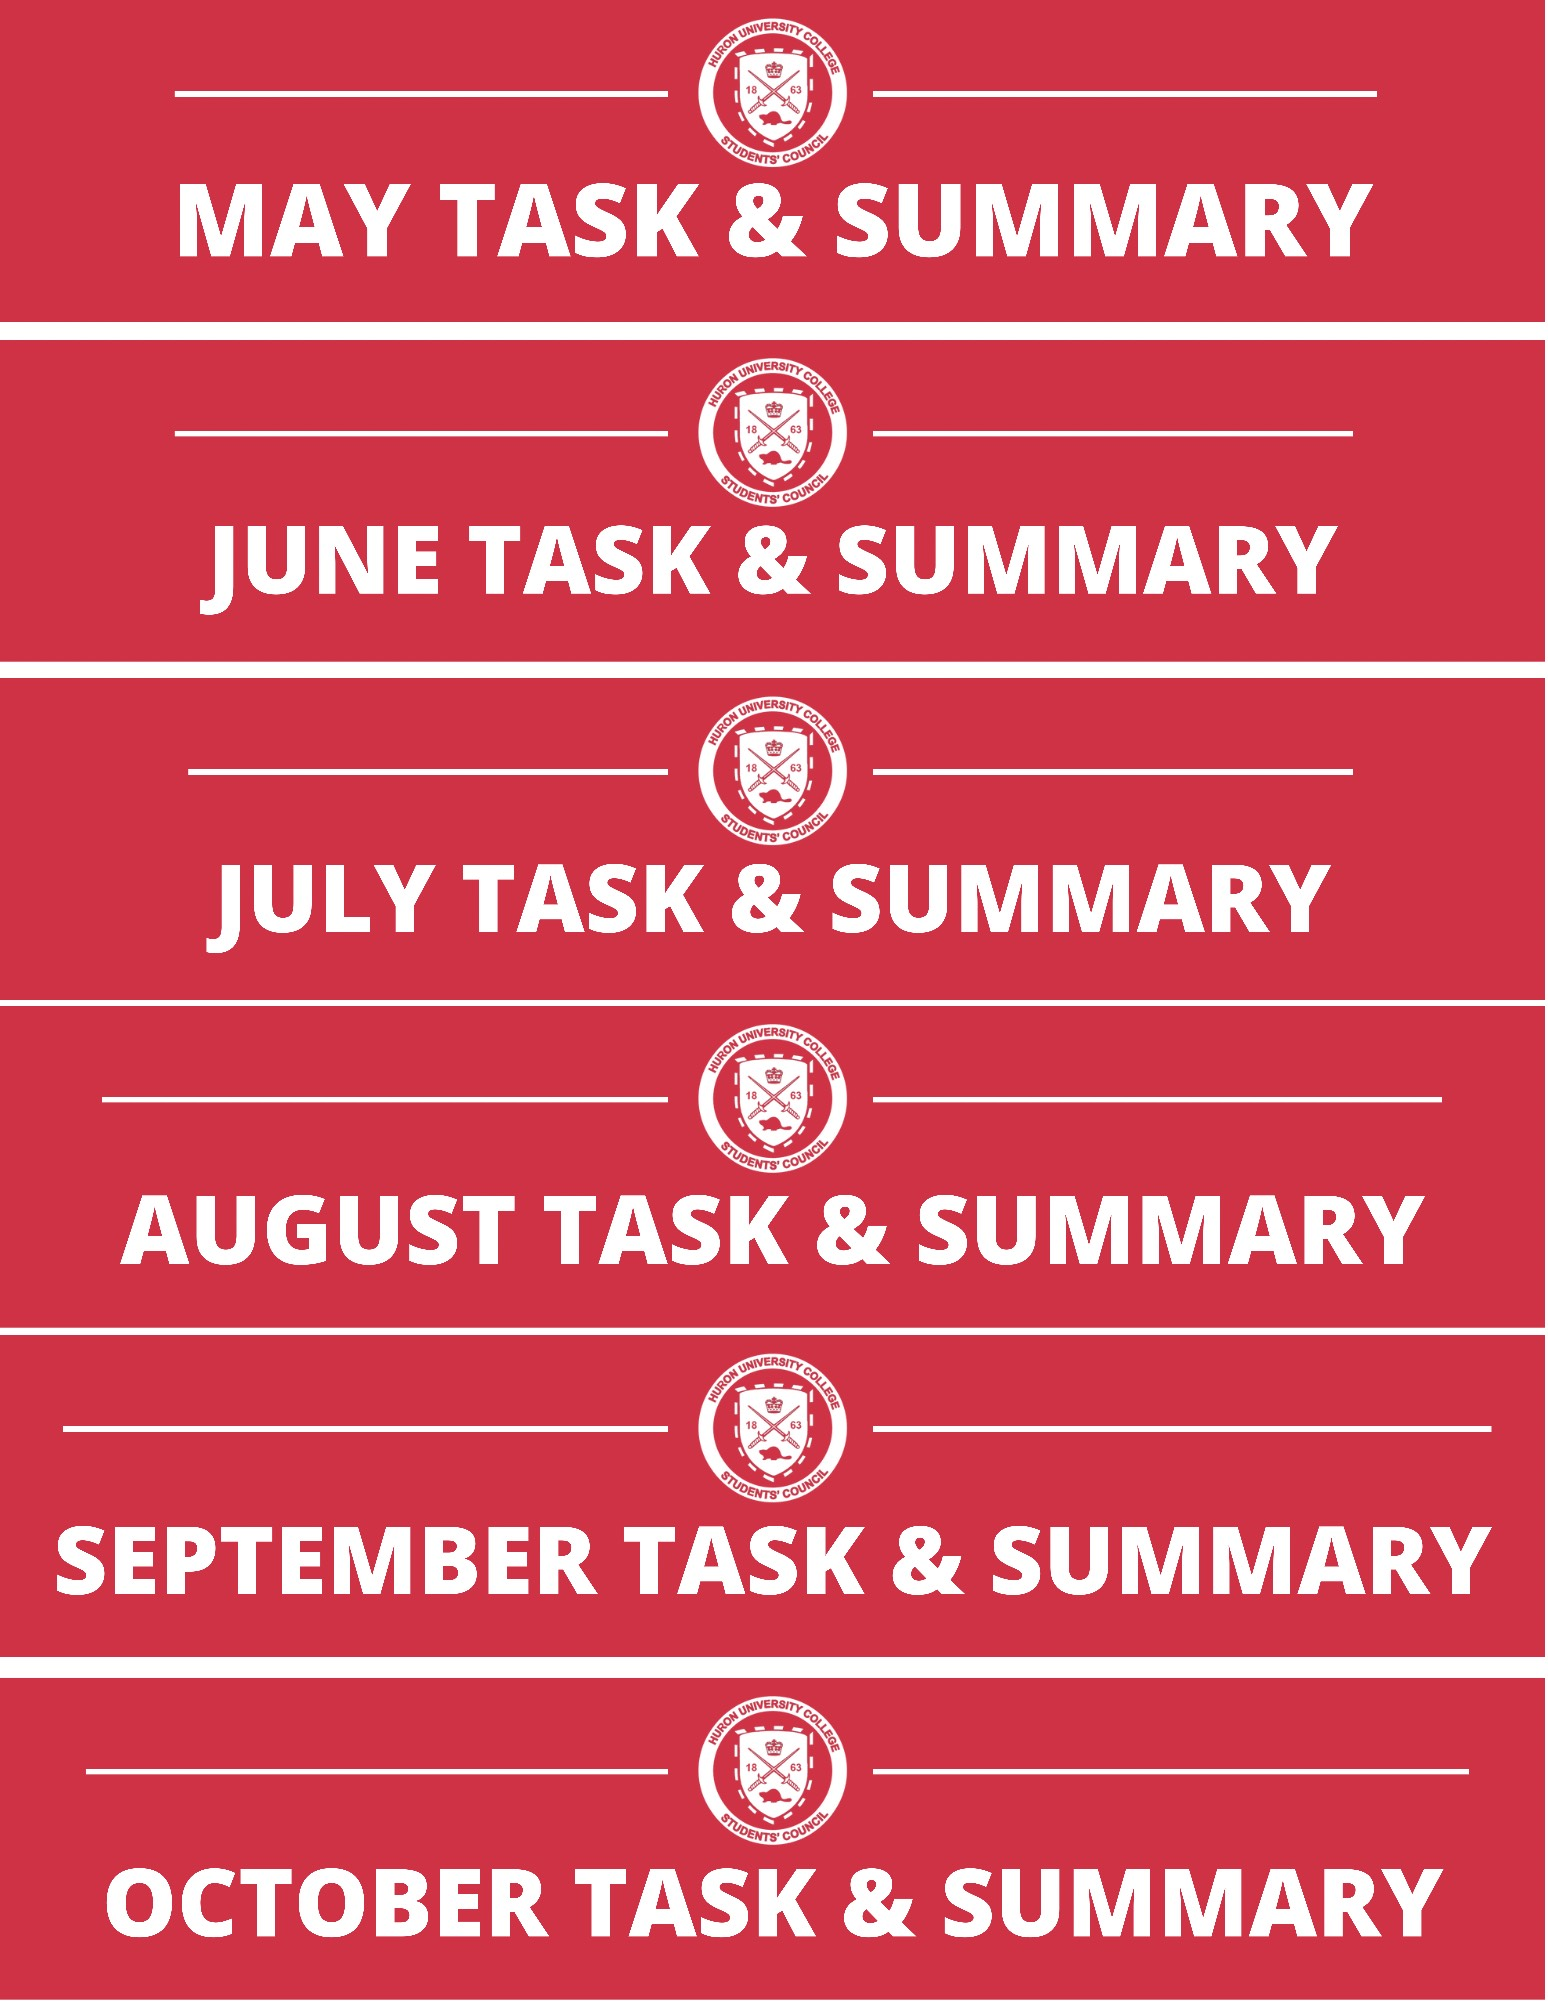 HURON UNIVERSITY COLLEGE
18 63
STUDENTS' COUNCIL
MAY TASK & SUMMARY
HURON UNIVERSITY COLLEGE
18 63
STUDENTS' COUNCIL
JUNE TASK & SUMMARY
HURON UNIVERSITY COLLEGE
18 63
STUDENTS' COUNCIL
JULY TASK & SUMMARY
HURON UNIVERSITY COLLEGE
18 63
STUDENTS' COUNCIL
AUGUST TASK & SUMMARY
HURON UNIVERSITY COLLEGE
18 63
STUDENTS' COUNCIL
SEPTEMBER TASK & SUMMARY
HURON UNIVERSITY COLLEGE
18 63
STUDENTS' COUNCIL
OCTOBER TASK & SUMMARY